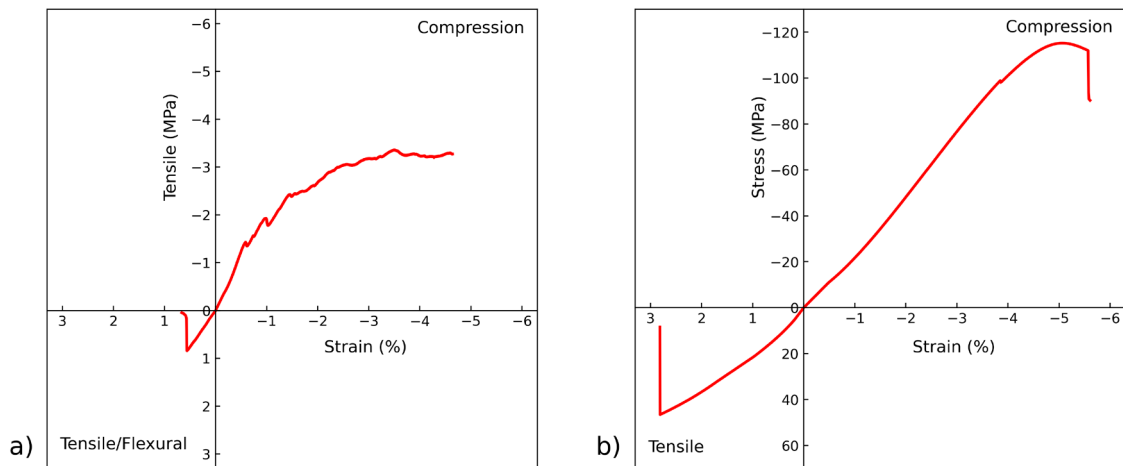 a)
Compression
Tensile (MPa)
−6
−5
−4
−3
−2
−1
0
1
2
3
3 2 1 −1 −2 −3 −4 −5 −6
Strain (%)
Tensile/Flexural
b)
Compression
Stress (MPa)
−120
−100
−80
−60
−40
−20
0
20
40
60
3 2 1 −1 −2 −3 −4 −5 −6
Strain (%)
Tensile